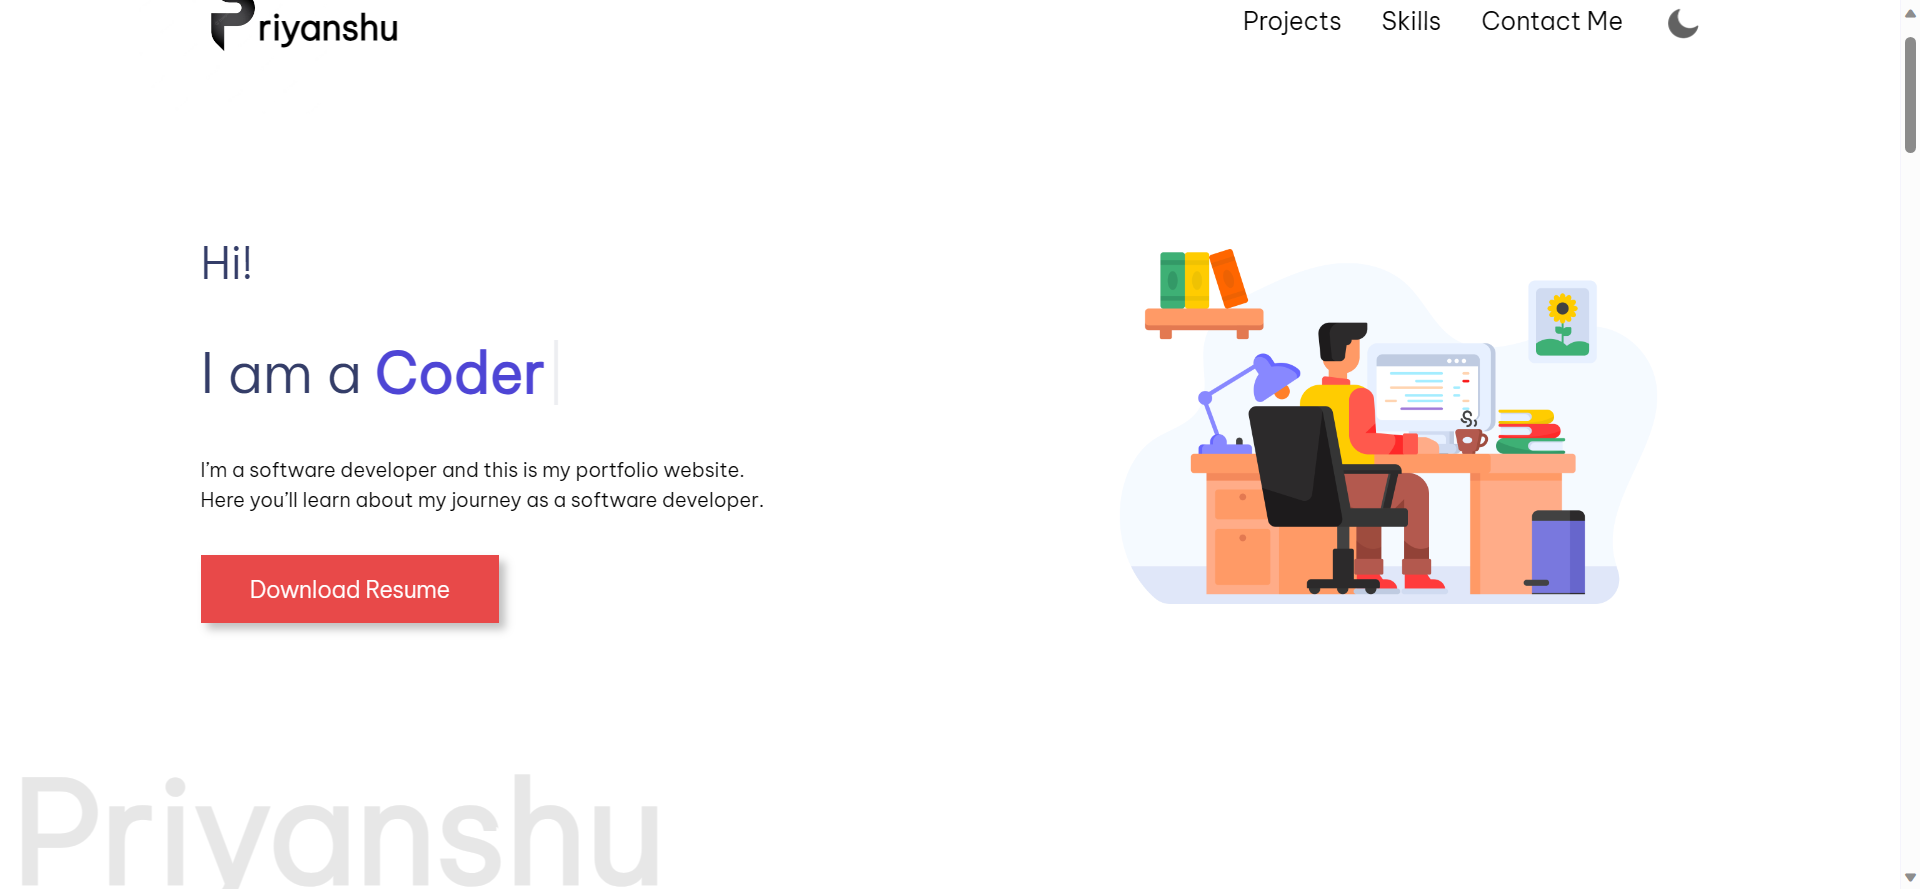 Priyanshu
Projects Skills Contact Me
Hi!
I am a Coder
I'm a software developer and this is my portfolio website.
Here you'll learn about my journey as a software developer.
Download Resume
Priyanshu